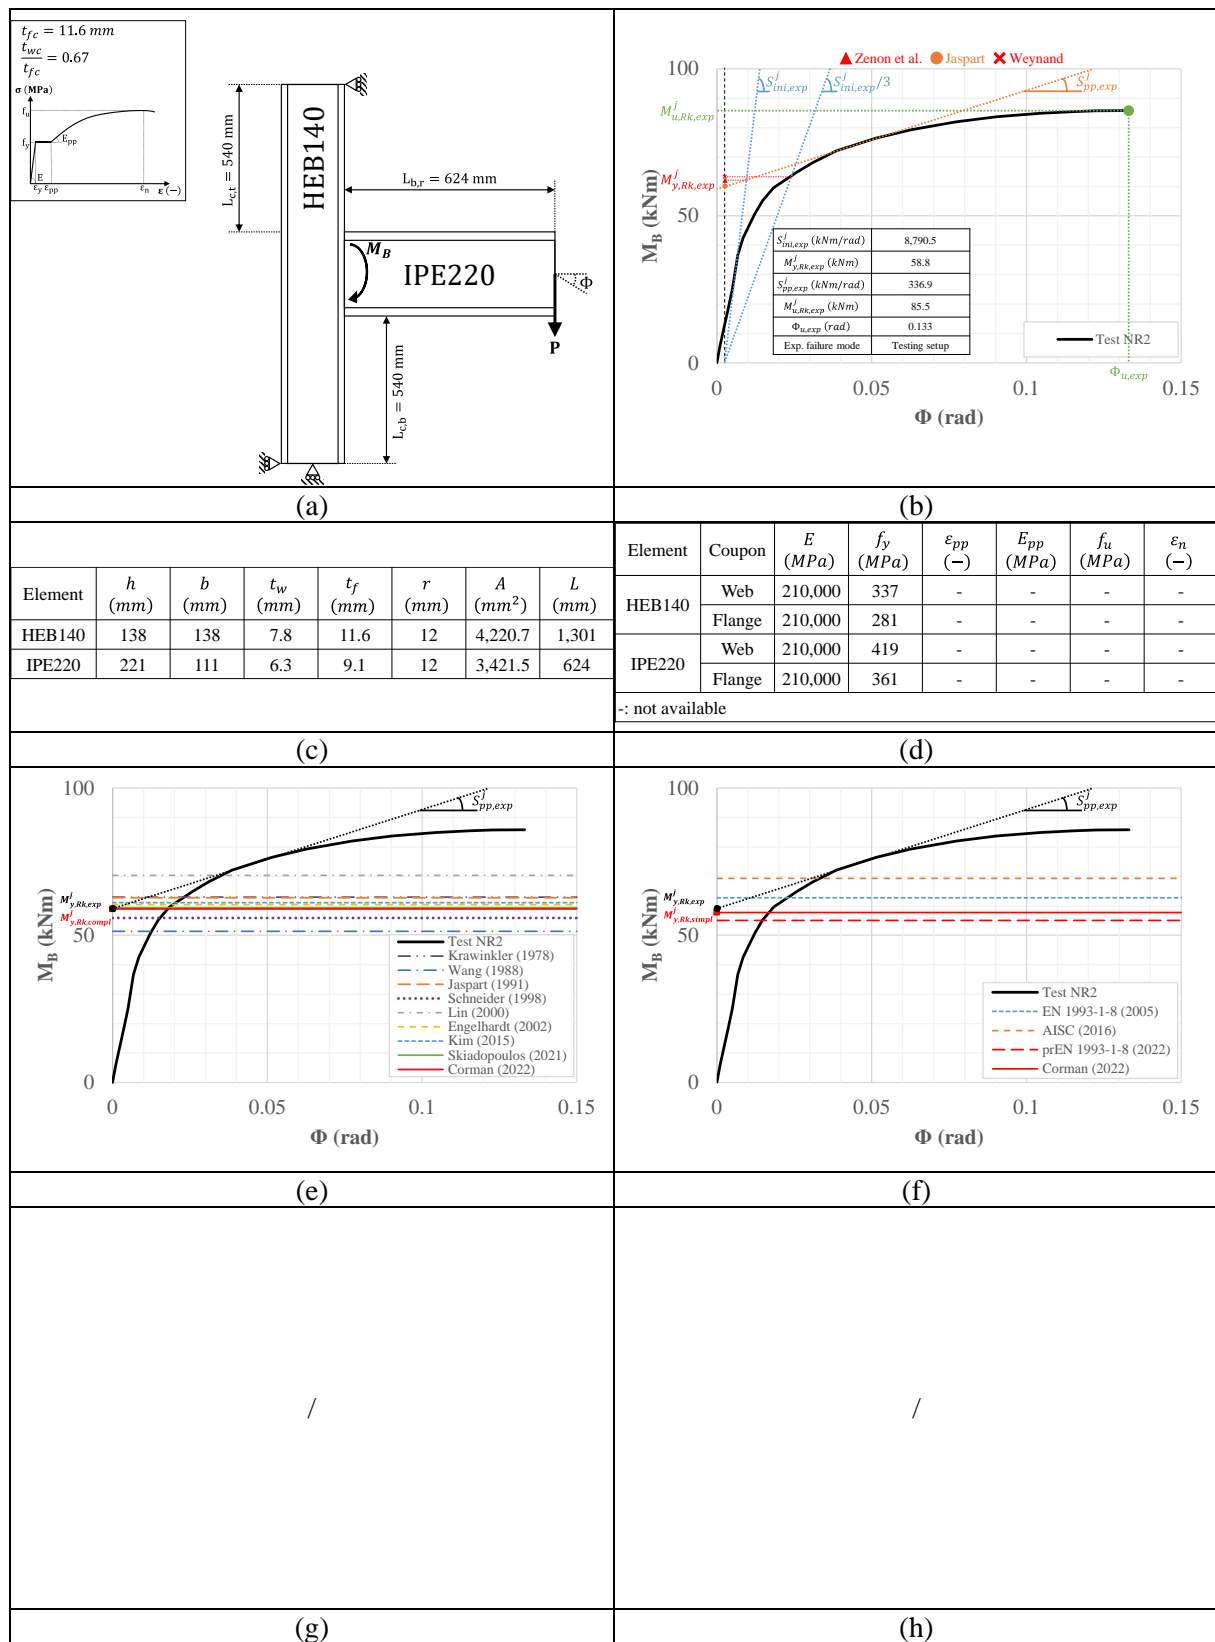 t_fc = 11.6 mm
t_wc/t_fc = 0.67
σ (MPa)
f_u
f_y
E_pp
E
ε_y ε_pp
ε_n
ε (−)
L_c,t = 540 mm
HEB140
L_b,r = 624 mm
M_B
IPE220
Φ
P
L_c,b = 540 mm
(a)
Zenon et al. Jaspart Weynand
100
50
0
S^j_ini,exp
S^j_ini,exp/3
S^j_pp,exp
M^j_u,Rk,exp
M^j_y,Rk,exp
M_B (kNm)
S^j_ini,exp (kNm/rad) 8,790.5
M^j_y,Rk,exp (kNm) 58.8
S^j_pp,exp (kNm/rad) 336.9
M^j_u,Rk,exp (kNm) 85.5
Φ_u,exp (rad) 0.133
Exp. failure mode Testing setup
Test NR2
Φ_u,exp
0 0.05 0.1 0.15
Φ (rad)
(b)
Element h (mm) b (mm) t_w (mm) t_f (mm) r (mm) A (mm²) L (mm)
HEB140 138 138 7.8 11.6 12 4,220.7 1,301
IPE220 221 111 6.3 9.1 12 3,421.5 624
(c)
Element Coupon E (MPa) f_y (MPa) ε_pp (−) E_pp (MPa) f_u (MPa) ε_n (−)
HEB140 Web 210,000 337 - - - -
Flange 210,000 281 - - - -
IPE220 Web 210,000 419 - - - -
Flange 210,000 361 - - - -
-: not available
(d)
100
50
0
S^j_pp,exp
M^j_y,Rk,exp
M^j_y,Rk,compl
M_B (kNm)
Test NR2
Krawinkler (1978)
Wang (1988)
Jaspart (1991)
Schneider (1998)
Lin (2000)
Engelhardt (2002)
Kim (2015)
Skiadopoulos (2021)
Corman (2022)
0 0.05 0.1 0.15
Φ (rad)
(e)
100
50
0
S^j_pp,exp
M^j_y,Rk,exp
M^j_y,Rk,simpl
M_B (kNm)
Test NR2
EN 1993-1-8 (2005)
AISC (2016)
prEN 1993-1-8 (2022)
Corman (2022)
0 0.05 0.1 0.15
Φ (rad)
(f)
/
(g)
/
(h)